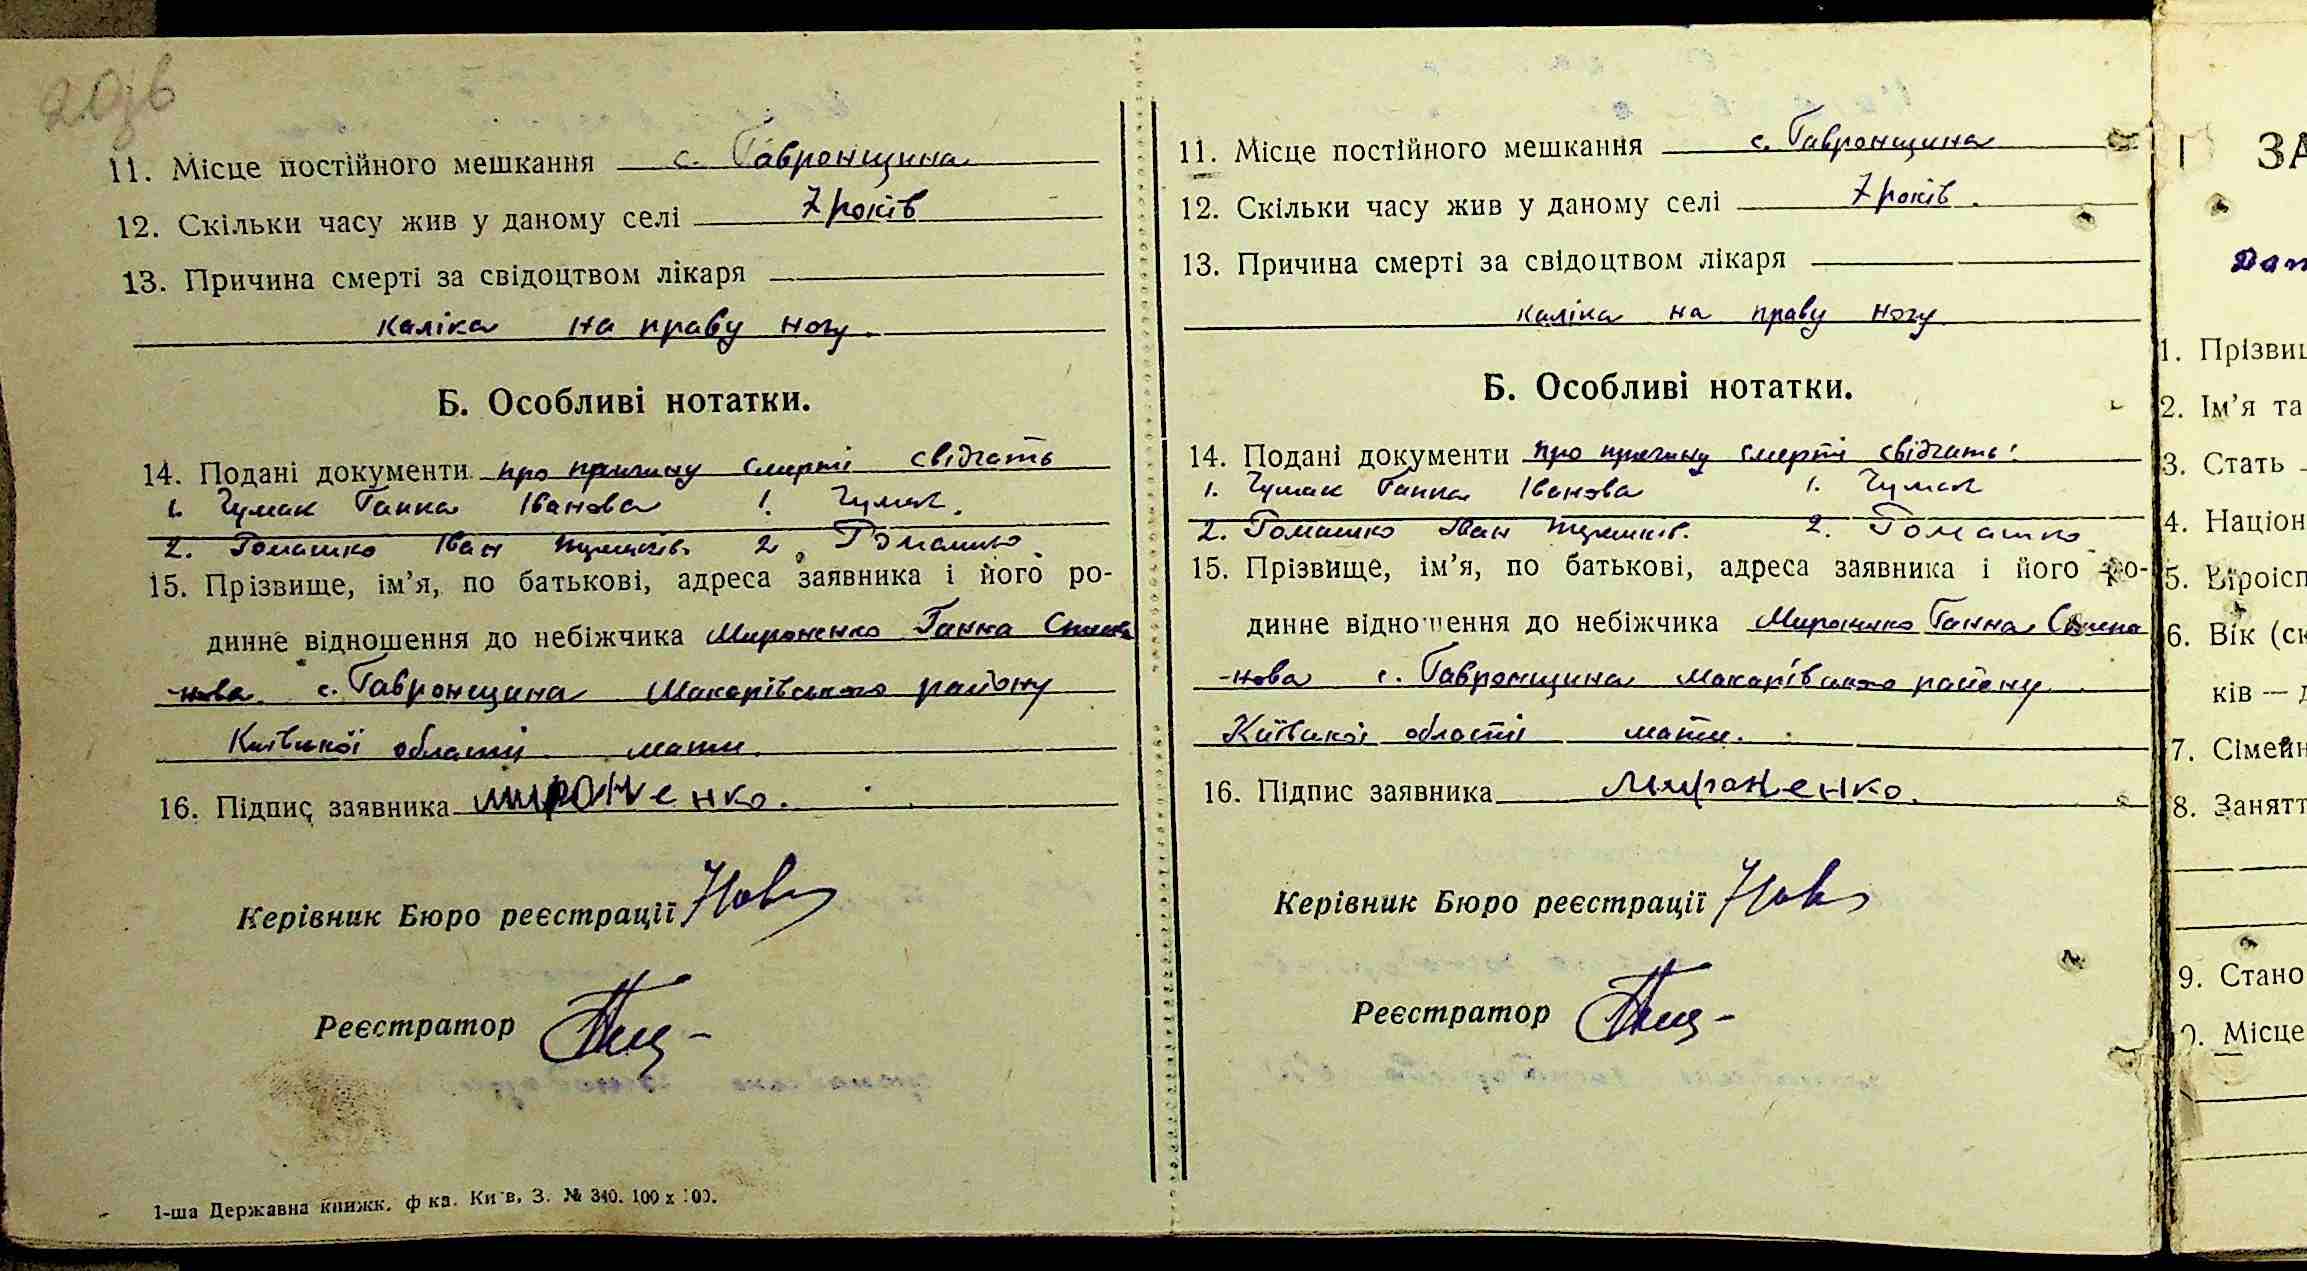 20зв
11. Місце постійного мешкання с. Гавронщина
12. Скільки часу жив у даному селі 7 років
13. Причина смерті за свідоцтвом лікаря
каліка на праву ногу.
Б. Особливі нотатки.
14. Подані документи про причину смерті свідчать
1. Чумак Ганна Іванова 1. Чумак.
2. Гомашко Іван 2. Гомашко.
15. Прізвище, ім’я, по батькові, адреса заявника і його ро-
динне відношення до небіжчика Мироненко Ганна Степа
-нова с. Гавронщина Макарівського району
Київської області мати.
16. Підпис заявника Мироненко.
Керівник Бюро реєстрації
Реєстратор
1-ша Державна книжк. ф ка. Київ, З. № 340. 100 х 100.
11. Місце постійного мешкання с. Гавронщина
12. Скільки часу жив у даному селі 7 років.
13. Причина смерті за свідоцтвом лікаря
каліка на праву ногу
Б. Особливі нотатки.
14. Подані документи про причину смерті свідчать:
1. Чумак Ганна Іванова 1. Чумак
2. Гомашко Іван 2. Гомашко
15. Прізвище, ім’я, по батькові, адреса заявника і його ро-
динне відношення до небіжчика Мироненко Ганна Степа
-нова с. Гавронщина Макарівського району
Київської області мати.
16. Підпис заявника Мироненко.
Керівник Бюро реєстрації
Реєстратор
ЗА
1. Прізвищ
2. Ім’я та
3. Стать
4. Націон
5. Віросп
6. Вік (ск
ків — д
7. Сімейн
8. Занятт
9. Стано
0. Місце